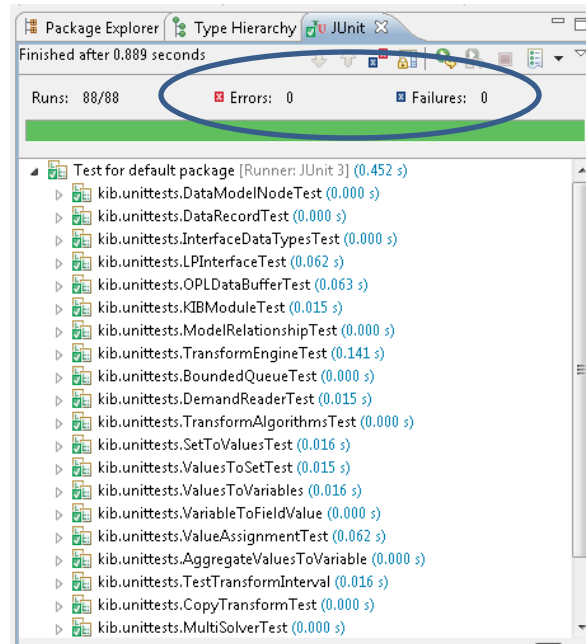 Package Explorer Type Hierarchy JUnit
Finished after 0.889 seconds
Runs: 88/88 Errors: 0 Failures: 0
Test for default package [Runner: JUnit 3] (0.452 s)
kib.unittests.DataModelNodeTest (0.000 s)
kib.unittests.DataRecordTest (0.000 s)
kib.unittests.InterfaceDataTypesTest (0.000 s)
kib.unittests.LPInterfaceTest (0.062 s)
kib.unittests.OPLDataBufferTest (0.063 s)
kib.unittests.KIBModuleTest (0.015 s)
kib.unittests.ModelRelationshipTest (0.000 s)
kib.unittests.TransformEngineTest (0.141 s)
kib.unittests.BoundedQueueTest (0.000 s)
kib.unittests.DemandReaderTest (0.015 s)
kib.unittests.TransformAlgorithmsTest (0.000 s)
kib.unittests.SetToValuesTest (0.016 s)
kib.unittests.ValuesToSetTest (0.015 s)
kib.unittests.ValuesToVariables (0.016 s)
kib.unittests.VariableToFieldValue (0.000 s)
kib.unittests.ValueAssignmentTest (0.062 s)
kib.unittests.AggregateValuesToVariable (0.000 s)
kib.unittests.TestTransformInterval (0.016 s)
kib.unittests.CopyTransformTest (0.000 s)
kib.unittests.MultiSolverTest (0.000 s)